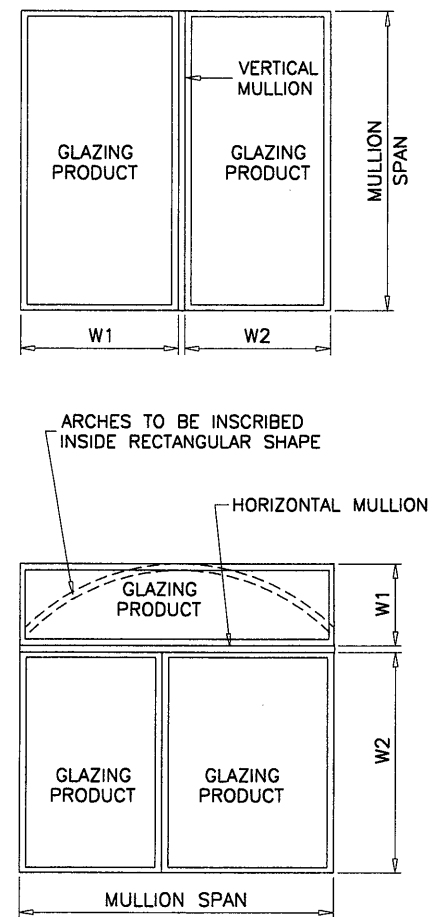 VERTICAL
MULLION
GLAZING
PRODUCT
GLAZING
PRODUCT
MULLION
SPAN
W1
W2
ARCHES TO BE INSCRIBED
INSIDE RECTANGULAR SHAPE
HORIZONTAL MULLION
GLAZING
PRODUCT
W1
GLAZING
PRODUCT
GLAZING
PRODUCT
W2
MULLION SPAN